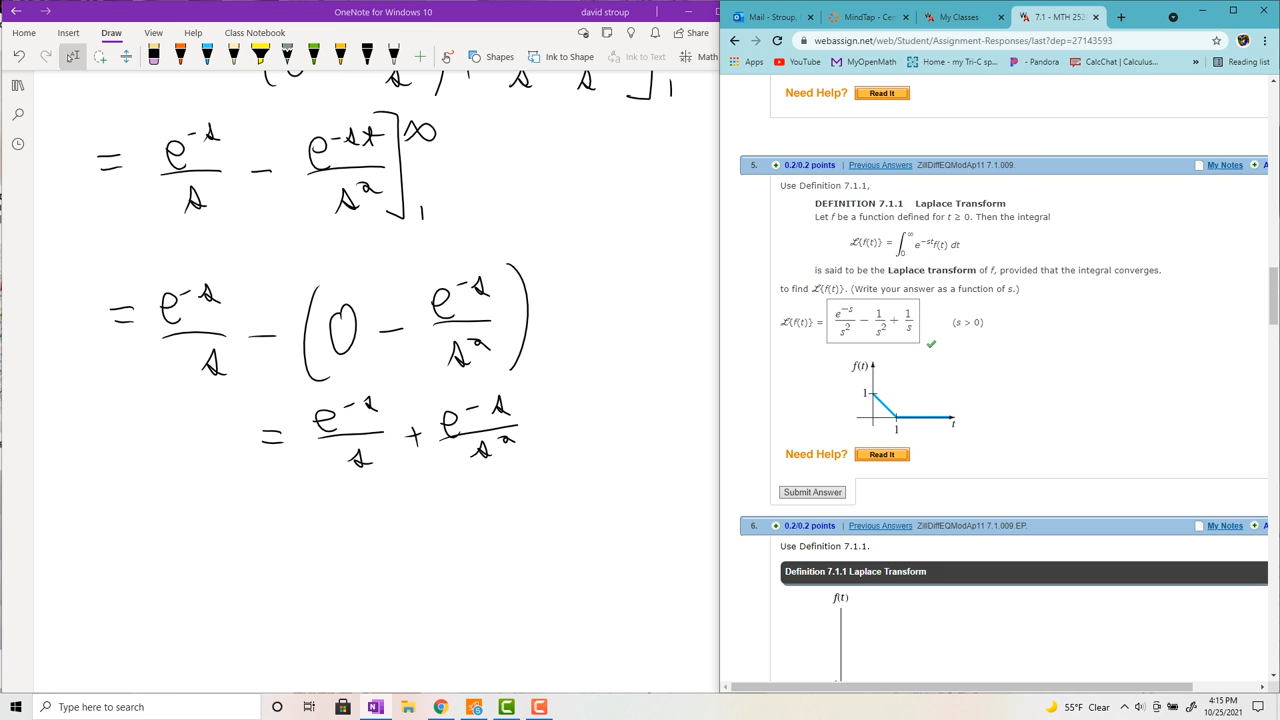 OneNote for Windows 10
david stroup
Home Insert Draw View Help Class Notebook Share
Shapes Ink to Shape Ink to Text Math
= e^-s/s - e^-st/s^2 ]_1^∞
= e^-s/s - (0 - e^-s/s^2)
= e^-s/s + e^-s/s^2
Mail - Stroup, MindTap - Cen My Classes 7.1 - MTH 252
webassign.net/web/Student/Assignment-Responses/last?dep=27143593
Apps YouTube MyOpenMath Home - my Tri-C sp... - Pandora CalcChat | Calculus... » Reading list
Need Help? Read It
5. 0.2/0.2 points | Previous Answers ZillDiffEQModAp11 7.1.009. My Notes A
Use Definition 7.1.1,
DEFINITION 7.1.1 Laplace Transform
Let f be a function defined for t ≥ 0. Then the integral
ℒ{f(t)} = ∫_0^∞ e^-st f(t) dt
is said to be the Laplace transform of f, provided that the integral converges.
to find ℒ{f(t)}. (Write your answer as a function of s.)
ℒ{f(t)} = e^-s/s^2 - 1/s^2 + 1/s (s > 0)
f(t)
1
1 t
Need Help? Read It
Submit Answer
6. 0.2/0.2 points | Previous Answers ZillDiffEQModAp11 7.1.009.EP. My Notes A
Use Definition 7.1.1.
Definition 7.1.1 Laplace Transform
f(t)
Type here to search
55°F Clear
4:15 PM
10/25/2021